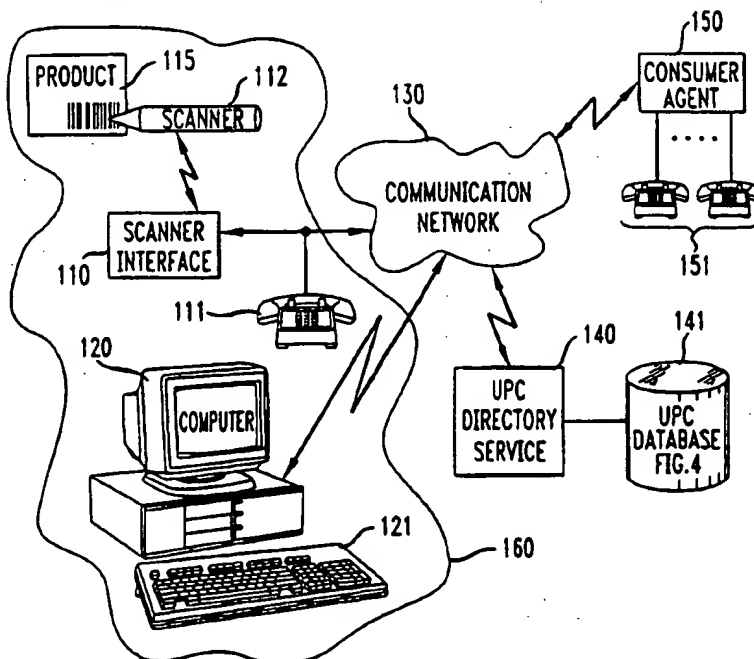 115
PRODUCT
112
SCANNER
110
SCANNER
INTERFACE
111
120
COMPUTER
121
160
130
COMMUNICATION
NETWORK
150
CONSUMER
AGENT
151
140
UPC
DIRECTORY
SERVICE
141
UPC
DATABASE
FIG.4